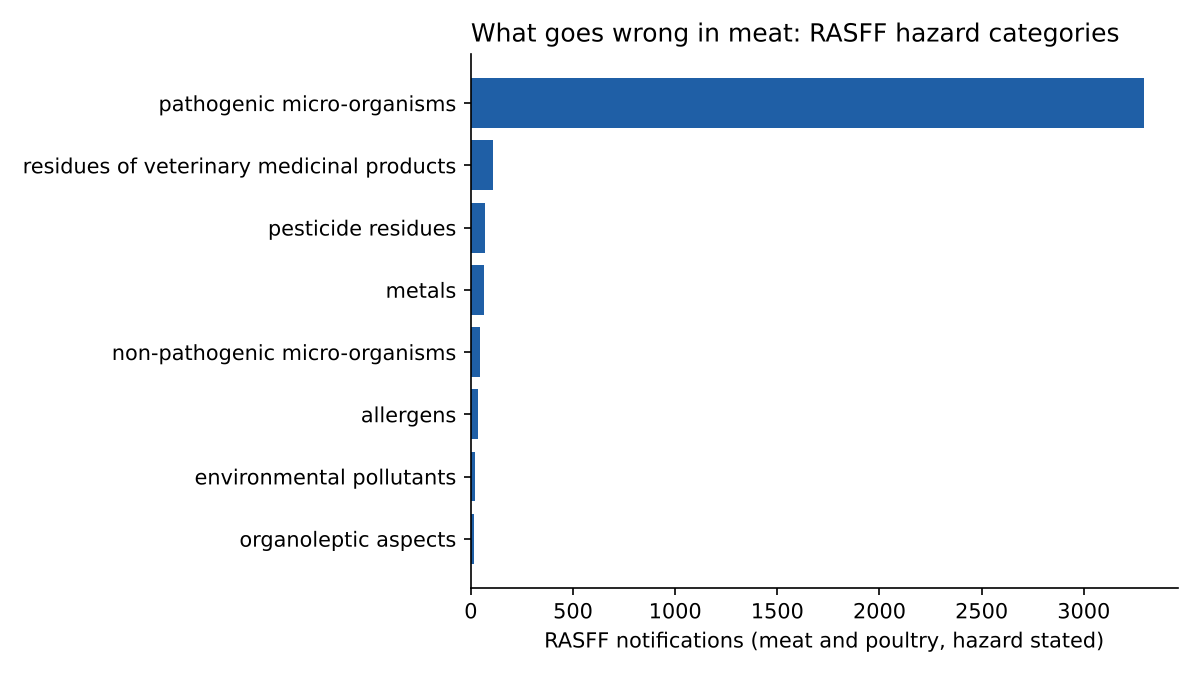 What goes wrong in meat: RASFF hazard categories
pathogenic micro-organisms
residues of veterinary medicinal products
pesticide residues
metals
non-pathogenic micro-organisms
allergens
environmental pollutants
organoleptic aspects
0 500 1000 1500 2000 2500 3000
RASFF notifications (meat and poultry, hazard stated)